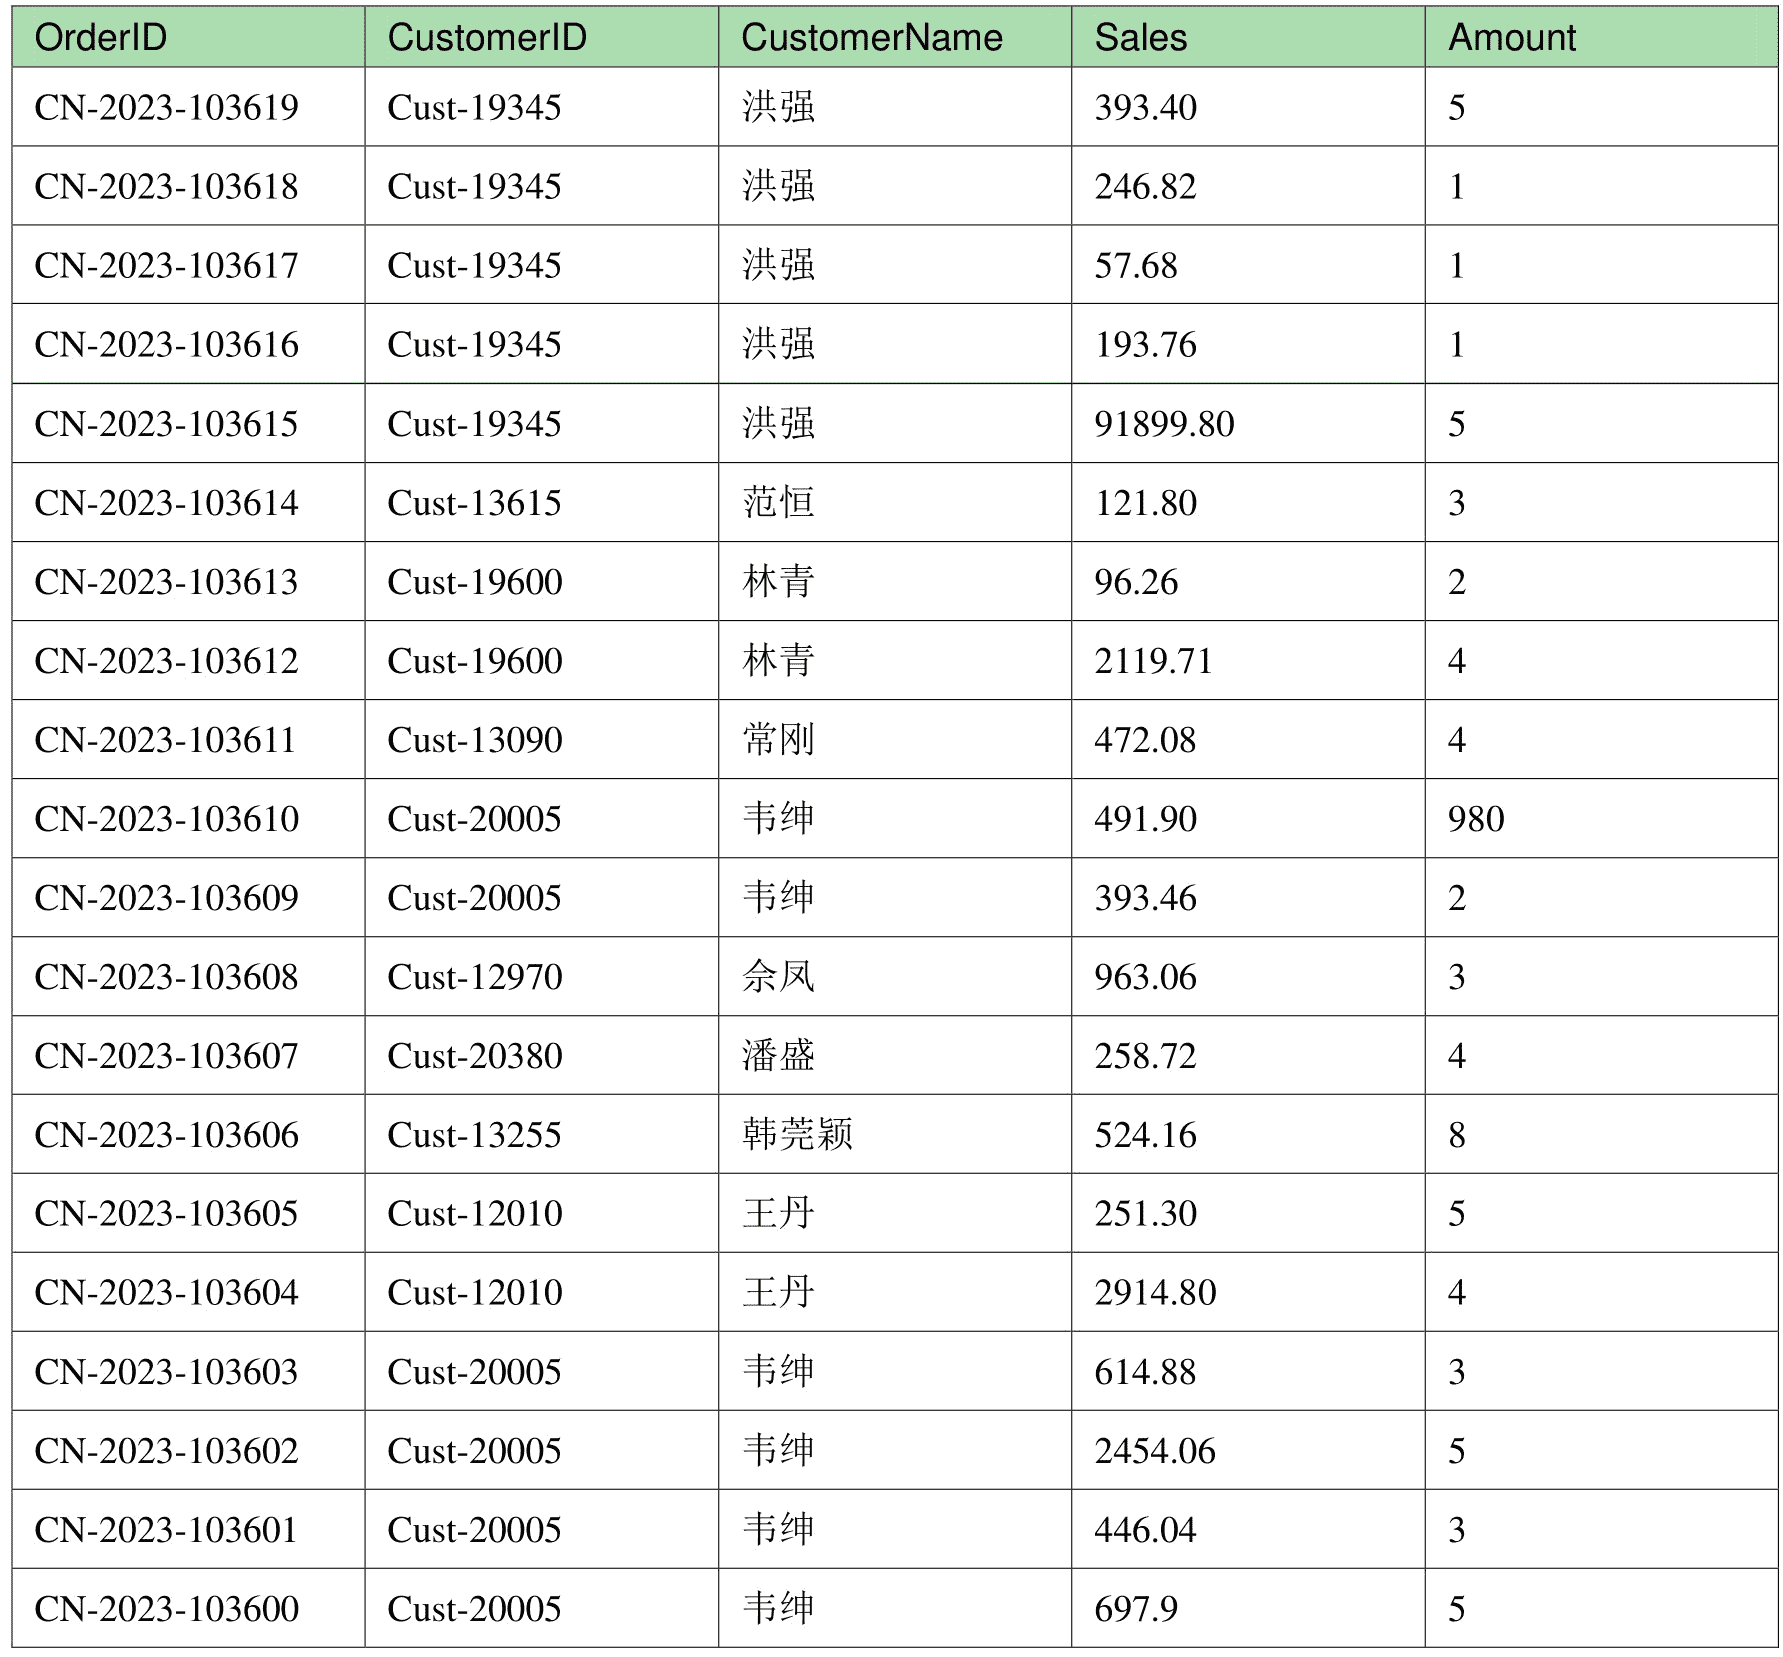 OrderID CustomerID CustomerName Sales Amount
CN-2023-103619 Cust-19345 洪强 393.40 5
CN-2023-103618 Cust-19345 洪强 246.82 1
CN-2023-103617 Cust-19345 洪强 57.68 1
CN-2023-103616 Cust-19345 洪强 193.76 1
CN-2023-103615 Cust-19345 洪强 91899.80 5
CN-2023-103614 Cust-13615 范恒 121.80 3
CN-2023-103613 Cust-19600 林青 96.26 2
CN-2023-103612 Cust-19600 林青 2119.71 4
CN-2023-103611 Cust-13090 常刚 472.08 4
CN-2023-103610 Cust-20005 韦绅 491.90 980
CN-2023-103609 Cust-20005 韦绅 393.46 2
CN-2023-103608 Cust-12970 佘凤 963.06 3
CN-2023-103607 Cust-20380 潘盛 258.72 4
CN-2023-103606 Cust-13255 韩莞颖 524.16 8
CN-2023-103605 Cust-12010 王丹 251.30 5
CN-2023-103604 Cust-12010 王丹 2914.80 4
CN-2023-103603 Cust-20005 韦绅 614.88 3
CN-2023-103602 Cust-20005 韦绅 2454.06 5
CN-2023-103601 Cust-20005 韦绅 446.04 3
CN-2023-103600 Cust-20005 韦绅 697.9 5